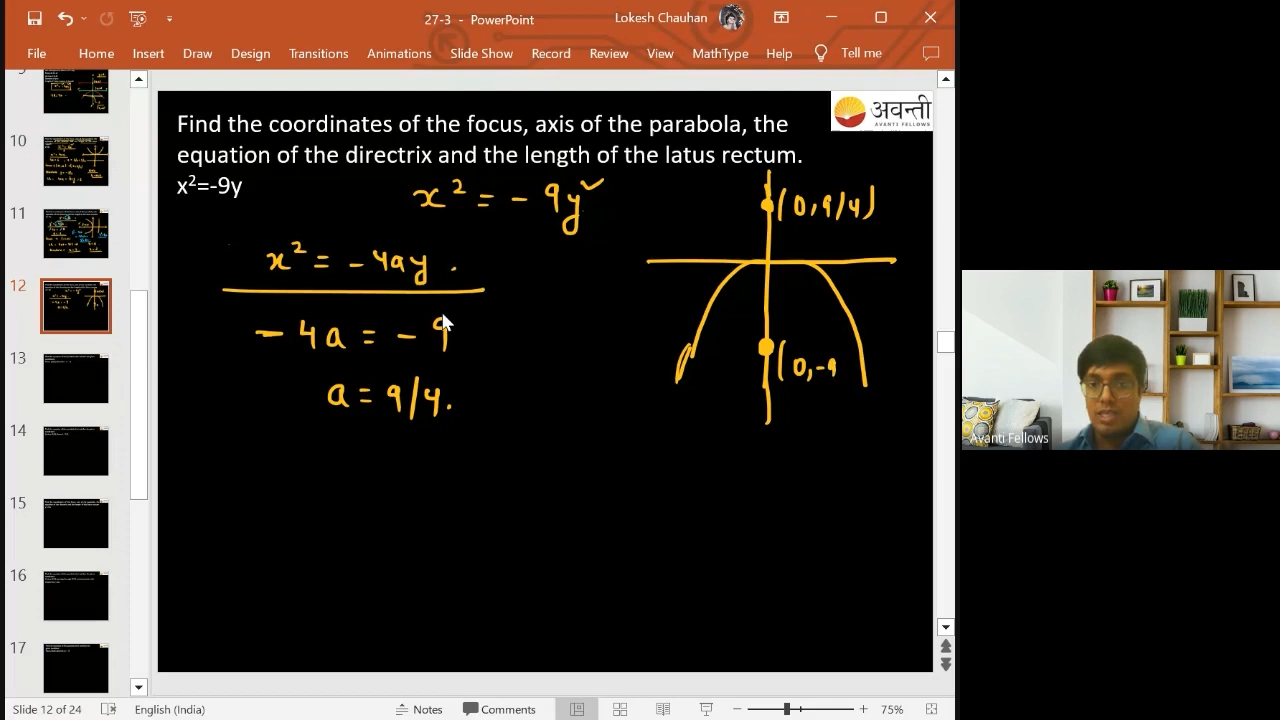 27-3 - PowerPoint
Lokesh Chauhan
File Home Insert Draw Design Transitions Animations Slide Show Record Review View MathType Help Tell me
10
11
12
13
14
15
16
17
Find the coordinates of the focus, axis of the parabola, the
equation of the directrix and the length of the latus rectum.
x²=-9y
अवन्ती
AVANTI FELLOWS
x² = - 9y
(0, 9/4)
x² = - 4ay .
- 4a = - 9
(0, -9
a = 9/4.
Avanti Fellows
Slide 12 of 24 English (India) Notes Comments 75%